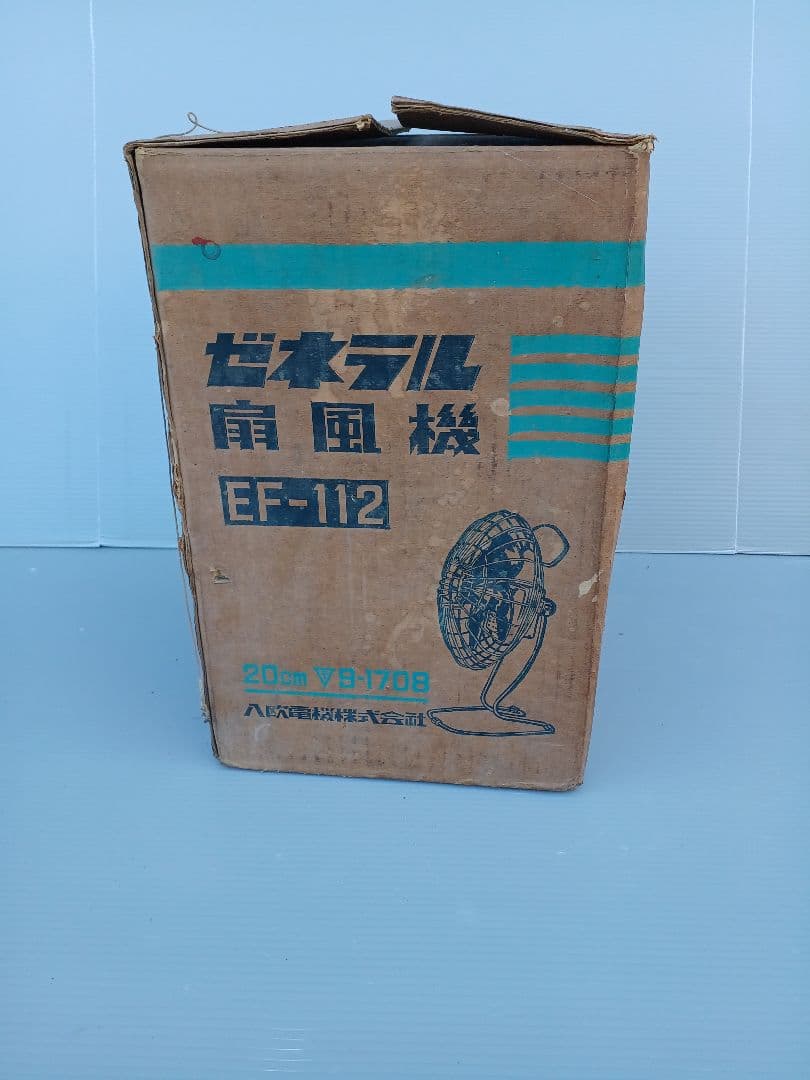 ゼネラル
扇風機
EF-112
20cm ▽9-1708
八欧電機株式会社